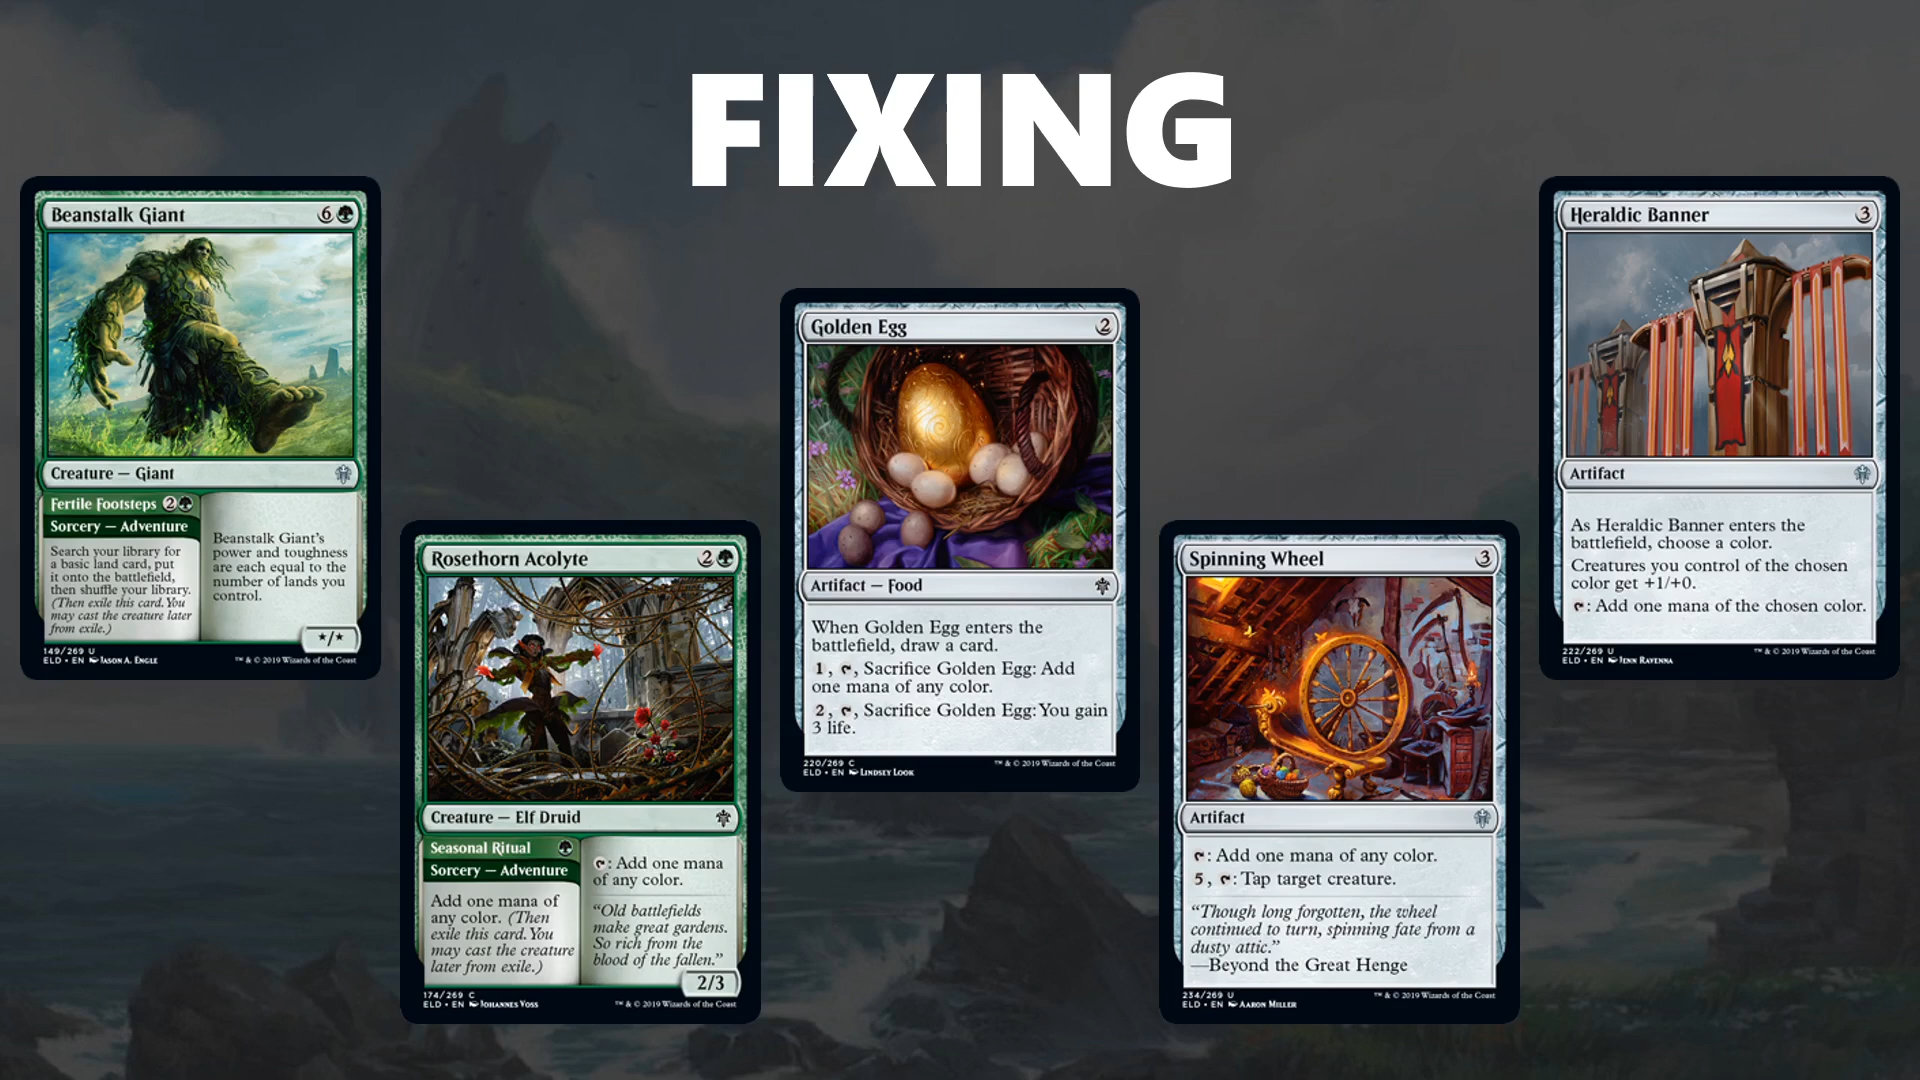 FIXING
Beanstalk Giant 6
Creature — Giant
Fertile Footsteps 2
Sorcery — Adventure
Search your library for
a basic land card, put
it onto the battlefield,
then shuffle your library.
(Then exile this card. You
may cast the creature later
from exile.)
Beanstalk Giant's
power and toughness
are each equal to the
number of lands you
control.
*/*
149/269 U
ELD • EN JASON A. ENGLE
™ & © 2019 Wizards of the Coast
Rosethorn Acolyte 2
Creature — Elf Druid
Seasonal Ritual
Sorcery — Adventure
Add one mana of
any color. (Then
exile this card. You
may cast the creature
later from exile.)
: Add one mana
of any color.
“Old battlefields
make great gardens.
So rich from the
blood of the fallen.”
2/3
174/269 C
ELD • EN JOHANNES VOSS
™ & © 2019 Wizards of the Coast
Golden Egg 2
Artifact — Food
When Golden Egg enters the
battlefield, draw a card.
1, , Sacrifice Golden Egg: Add
one mana of any color.
2, , Sacrifice Golden Egg: You gain
3 life.
220/269 C
ELD • EN LINDSEY LOOK
™ & © 2019 Wizards of the Coast
Spinning Wheel 3
Artifact
: Add one mana of any color.
5, : Tap target creature.
“Though long forgotten, the wheel
continued to turn, spinning fate from a
dusty attic.”
—Beyond the Great Henge
234/269 U
ELD • EN AARON MILLER
™ & © 2019 Wizards of the Coast
Heraldic Banner 3
Artifact
As Heraldic Banner enters the
battlefield, choose a color.
Creatures you control of the chosen
color get +1/+0.
: Add one mana of the chosen color.
222/269 U
ELD • EN JENN RAVENNA
™ & © 2019 Wizards of the Coast